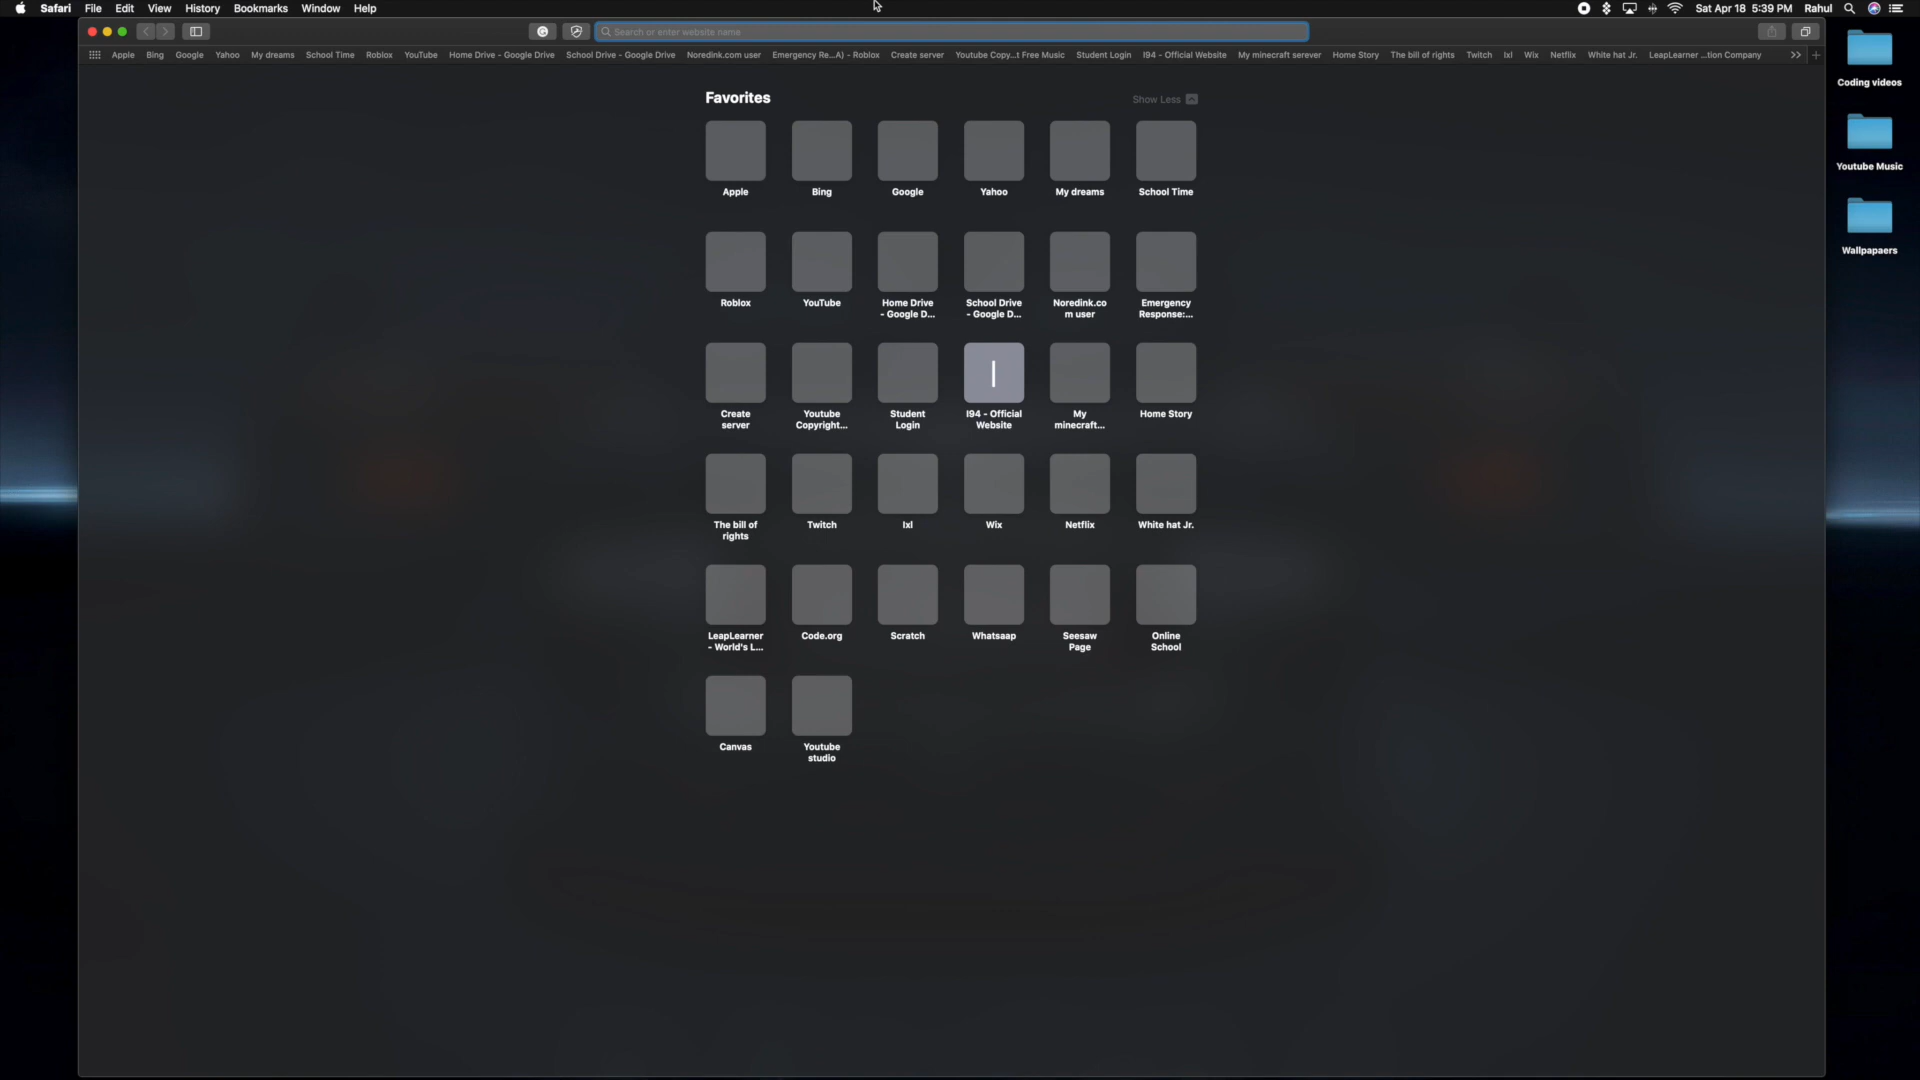 Safari File Edit View History Bookmarks Window Help Sat Apr 18 5:39 PM Rahul
Search or enter website name
Apple Bing Google Yahoo My dreams School Time Roblox YouTube Home Drive - Google Drive School Drive - Google Drive Noredink.com user Emergency Re...A) - Roblox Create server Youtube Copy...t Free Music Student Login I94 - Official Website My minecraft serever Home Story The bill of rights Twitch Ixl Wix Netflix White hat Jr. LeapLearner ...tion Company
Coding videos
Favorites Show Less
Apple Bing Google Yahoo My dreams School Time
Youtube Music
Wallpapaers
Roblox YouTube Home Drive School Drive Noredink.co Emergency
- Google D... - Google D... m user Response:...
I
Create Youtube Student I94 - Official My Home Story
server Copyright... Login Website minecraft...
The bill of Twitch Ixl Wix Netflix White hat Jr.
rights
LeapLearner Code.org Scratch Whatsaap Seesaw Online
- World's L... Page School
Canvas Youtube
studio